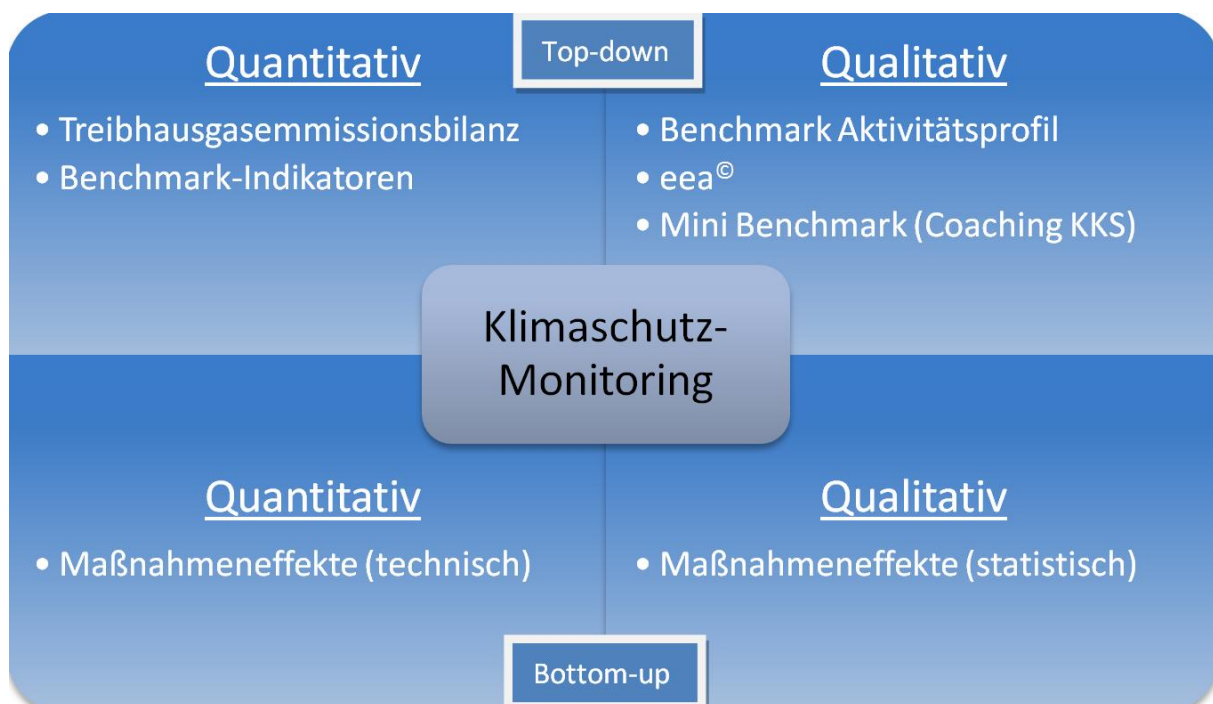 Top-down
Quantitativ
• Treibhausgasemmissionsbilanz
• Benchmark-Indikatoren
Qualitativ
• Benchmark Aktivitätsprofil
• eea©
• Mini Benchmark (Coaching KKS)
Klimaschutz-
Monitoring
Quantitativ
• Maßnahmeneffekte (technisch)
Qualitativ
• Maßnahmeneffekte (statistisch)
Bottom-up